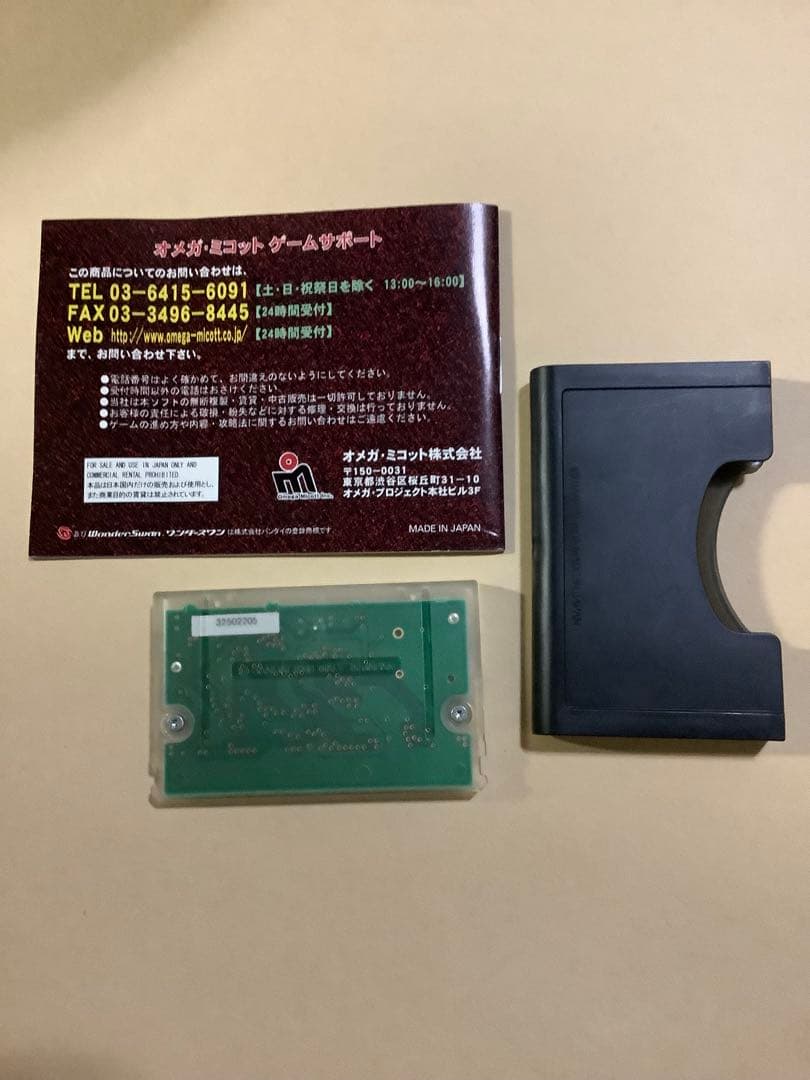 オメガ・ミコット ゲームサポート
この商品についてのお問い合わせは、
TEL 03-6415-6091【土・日・祝祭日を除く 13:00〜16:00】
FAX 03-3496-8445【24時間受付】
Web http://www.omega-micott.co.jp/【24時間受付】
まで、お問い合わせ下さい。
●電話番号はよく確かめて、お間違えのないようにしてください。
●受付時間以外の電話はおさけください。
●当社は本ソフトの無断複製・賃貸・中古販売は一切許可しておりません。
●お客様の責任による破損・紛失などに対する修理・交換は行っておりません。
●ゲームの進め方や内容・攻略法に関するお問い合わせはご遠慮ください。
FOR SALE AND USE IN JAPAN ONLY AND
COMMERCIAL RENTAL PROHIBITED
本品は日本国内だけの販売および使用とし、
また商業目的の賃貸は禁止されています。
om
Omega Micott Inc.
オメガ・ミコット株式会社
〒150-0031
東京都渋谷区桜丘町31-10
オメガ・プロジェクト本社ビル3F
および WonderSwan、ワンダースワン は株式会社バンダイの登録商標です
MADE IN JAPAN
32502205